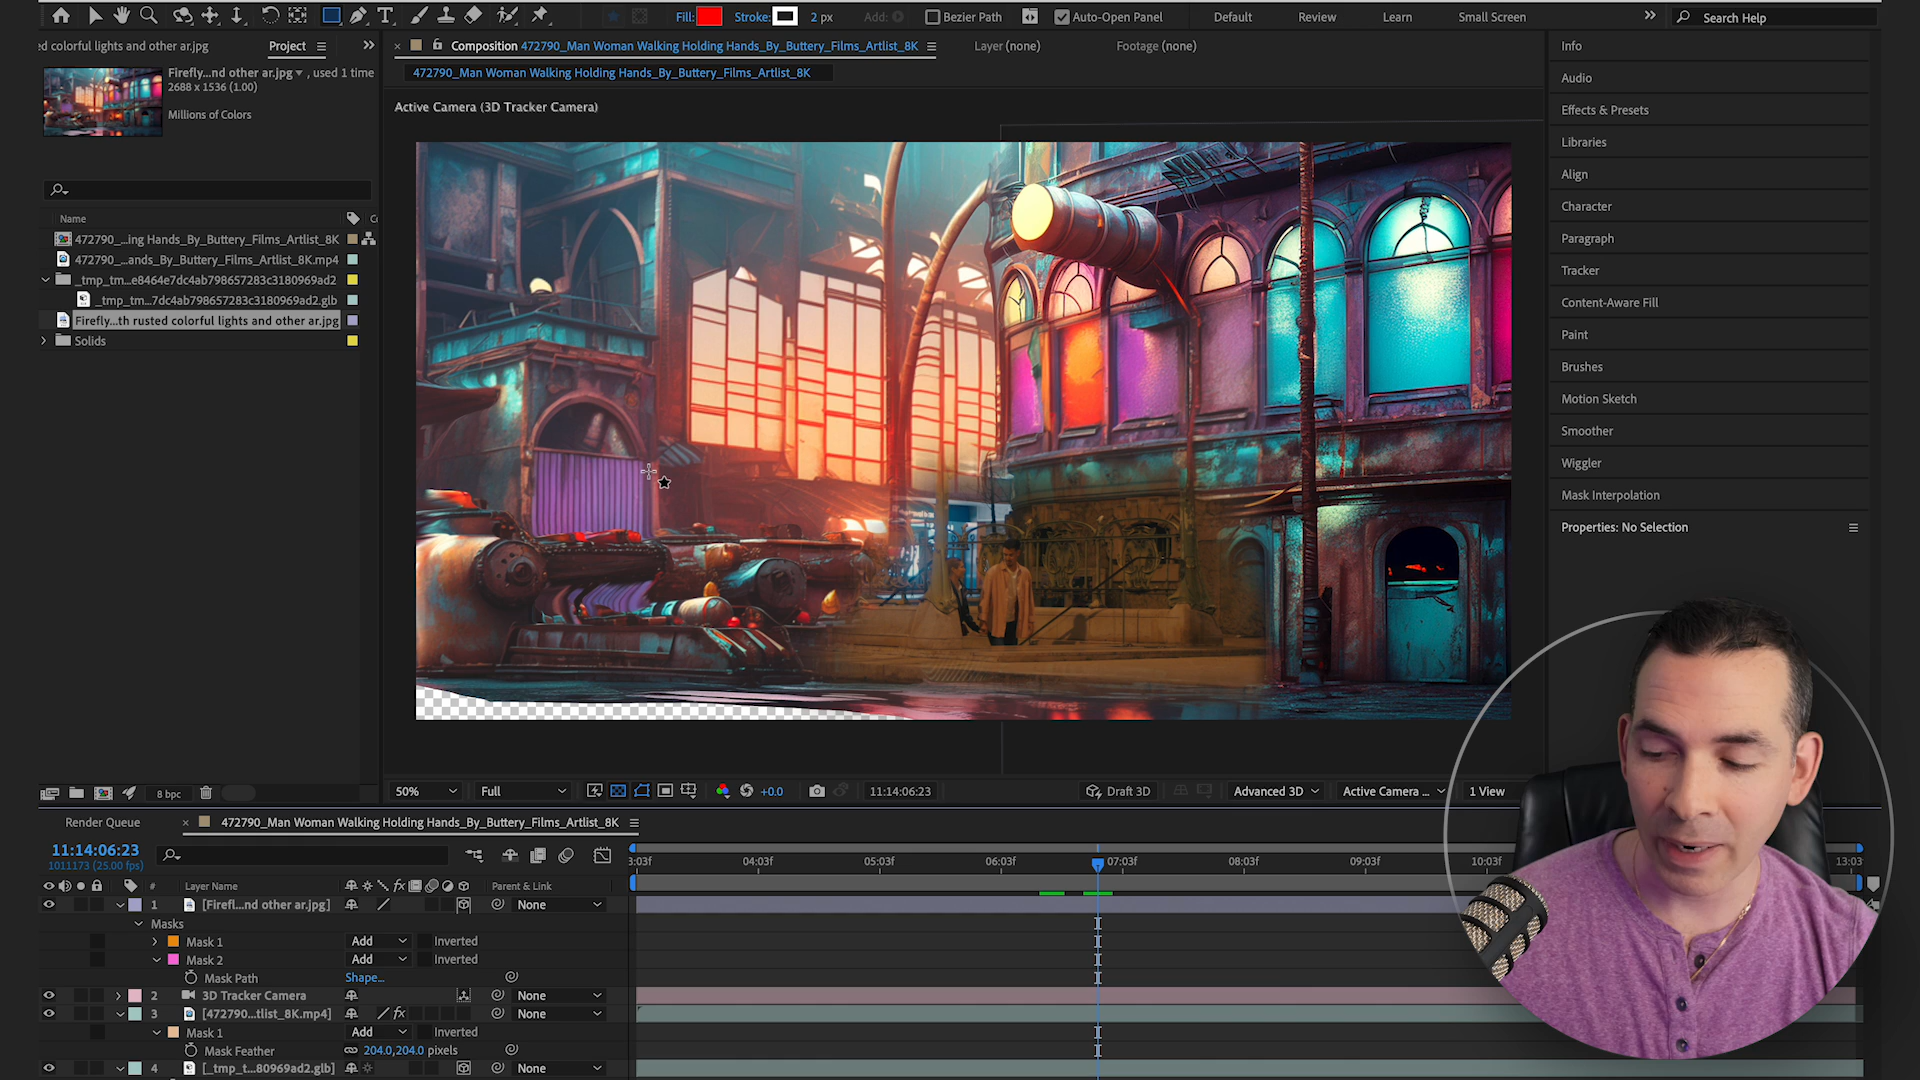 Fill:
Stroke:
2 px
Add:
Bezier Path
Auto-Open Panel
Default
Review
Learn
Small Screen
Search Help
ed colorful lights and other ar.jpg
Project
Composition 472790_Man Woman Walking Holding Hands_By_Buttery_Films_Artlist_8K
Layer (none)
Footage (none)
Info
Firefly...nd other ar.jpg , used 1 time
2688 x 1536 (1.00)
Millions of Colors
472790_Man Woman Walking Holding Hands_By_Buttery_Films_Artlist_8K
Active Camera (3D Tracker Camera)
Audio
Effects & Presets
Libraries
Align
Character
Paragraph
Tracker
Content-Aware Fill
Paint
Brushes
Motion Sketch
Smoother
Wiggler
Mask Interpolation
Properties: No Selection
Name
472790_...ing Hands_By_Buttery_Films_Artlist_8K
472790_...ands_By_Buttery_Films_Artlist_8K.mp4
_tmp_tm...e8464e7dc4ab798657283c3180969ad2
_tmp_tm...7dc4ab798657283c3180969ad2.glb
Firefly...th rusted colorful lights and other ar.jpg
Solids
8 bpc
50%
Full
+0.0
11:14:06:23
Draft 3D
Advanced 3D
Active Camera ...
1 View
Render Queue
472790_Man Woman Walking Holding Hands_By_Buttery_Films_Artlist_8K
11:14:06:23
1011173 (25.00 fps)
3:03f
04:03f
05:03f
06:03f
07:03f
08:03f
09:03f
10:03f
13:03
#
Layer Name
fx
Parent & Link
1
[Firefl...nd other ar.jpg]
None
Masks
Mask 1
Add
Inverted
Mask 2
Add
Inverted
Mask Path
Shape...
2
3D Tracker Camera
None
3
[472790...tlist_8K.mp4]
fx
None
Mask 1
Add
Inverted
Mask Feather
204.0,204.0 pixels
4
[_tmp_t...80969ad2.glb]
None